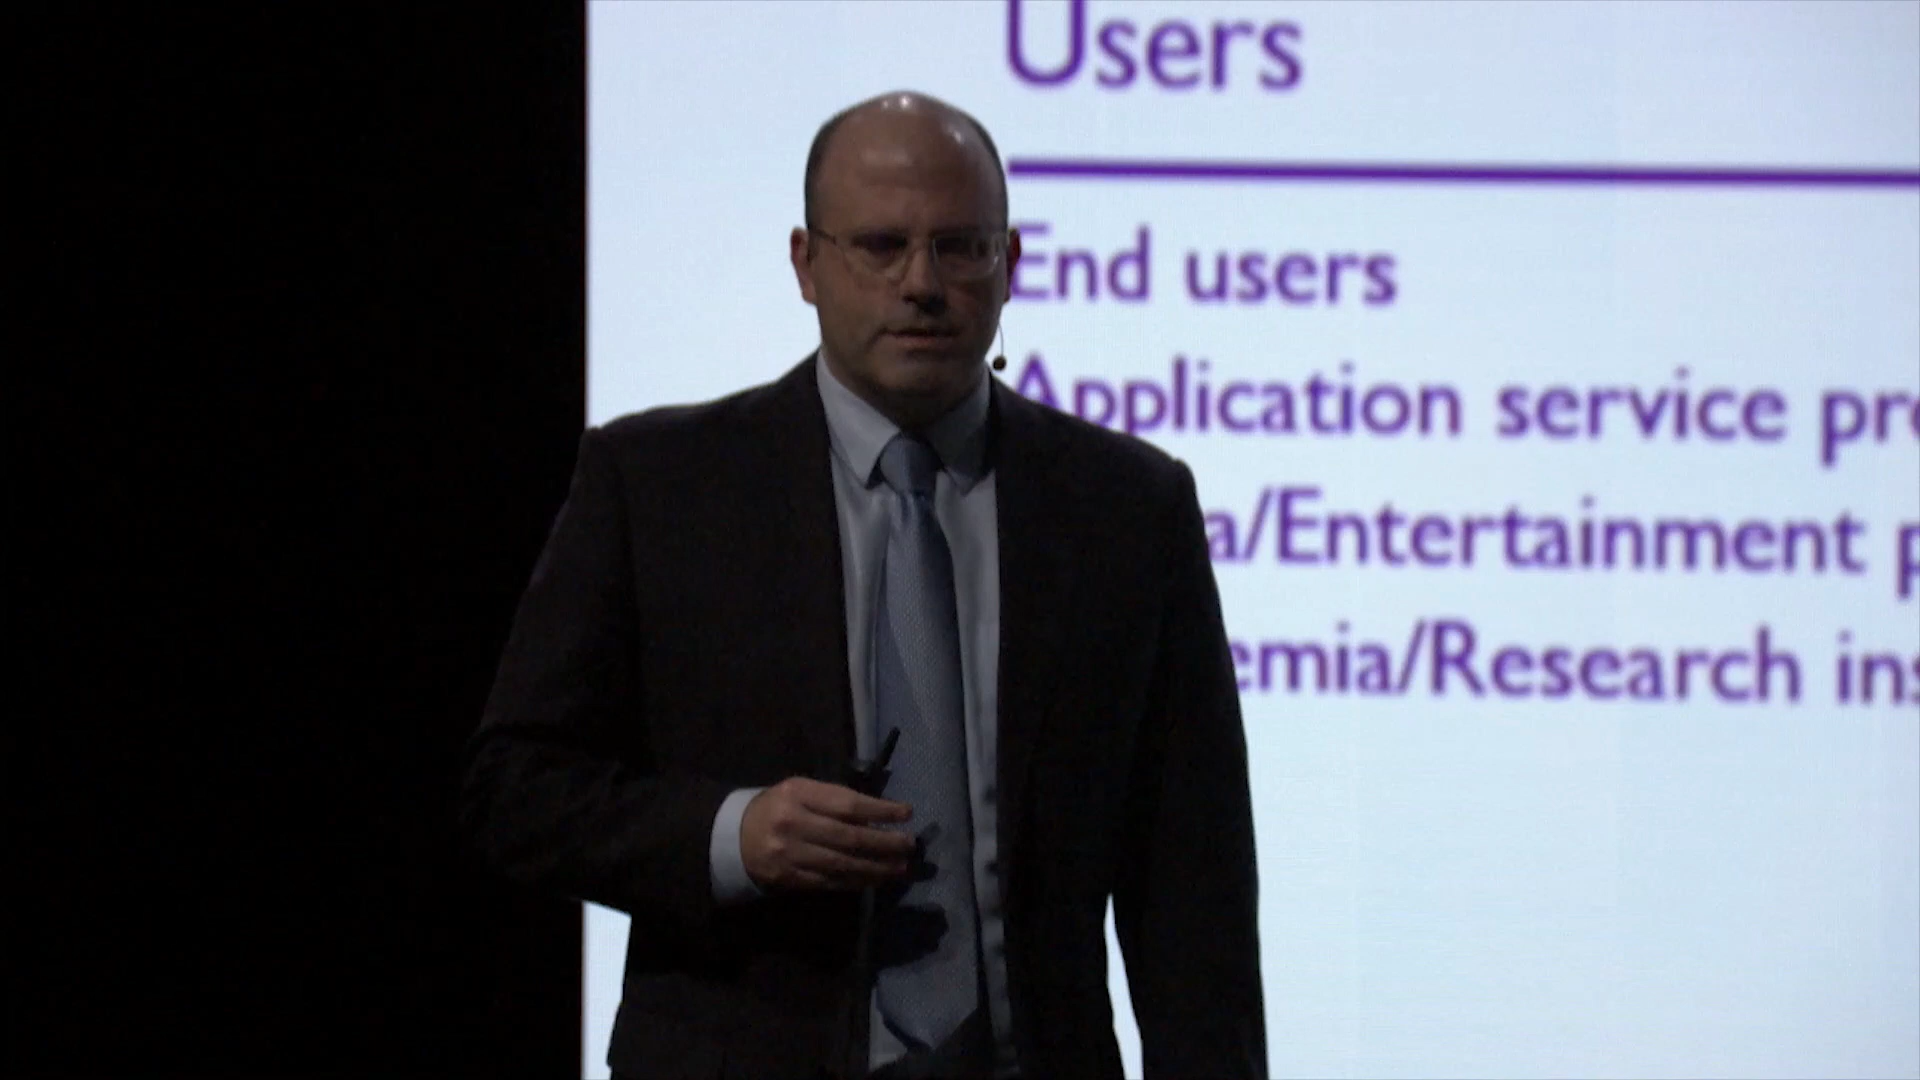 Users
End users
Application service pr
a/Entertainment p
emia/Research ins